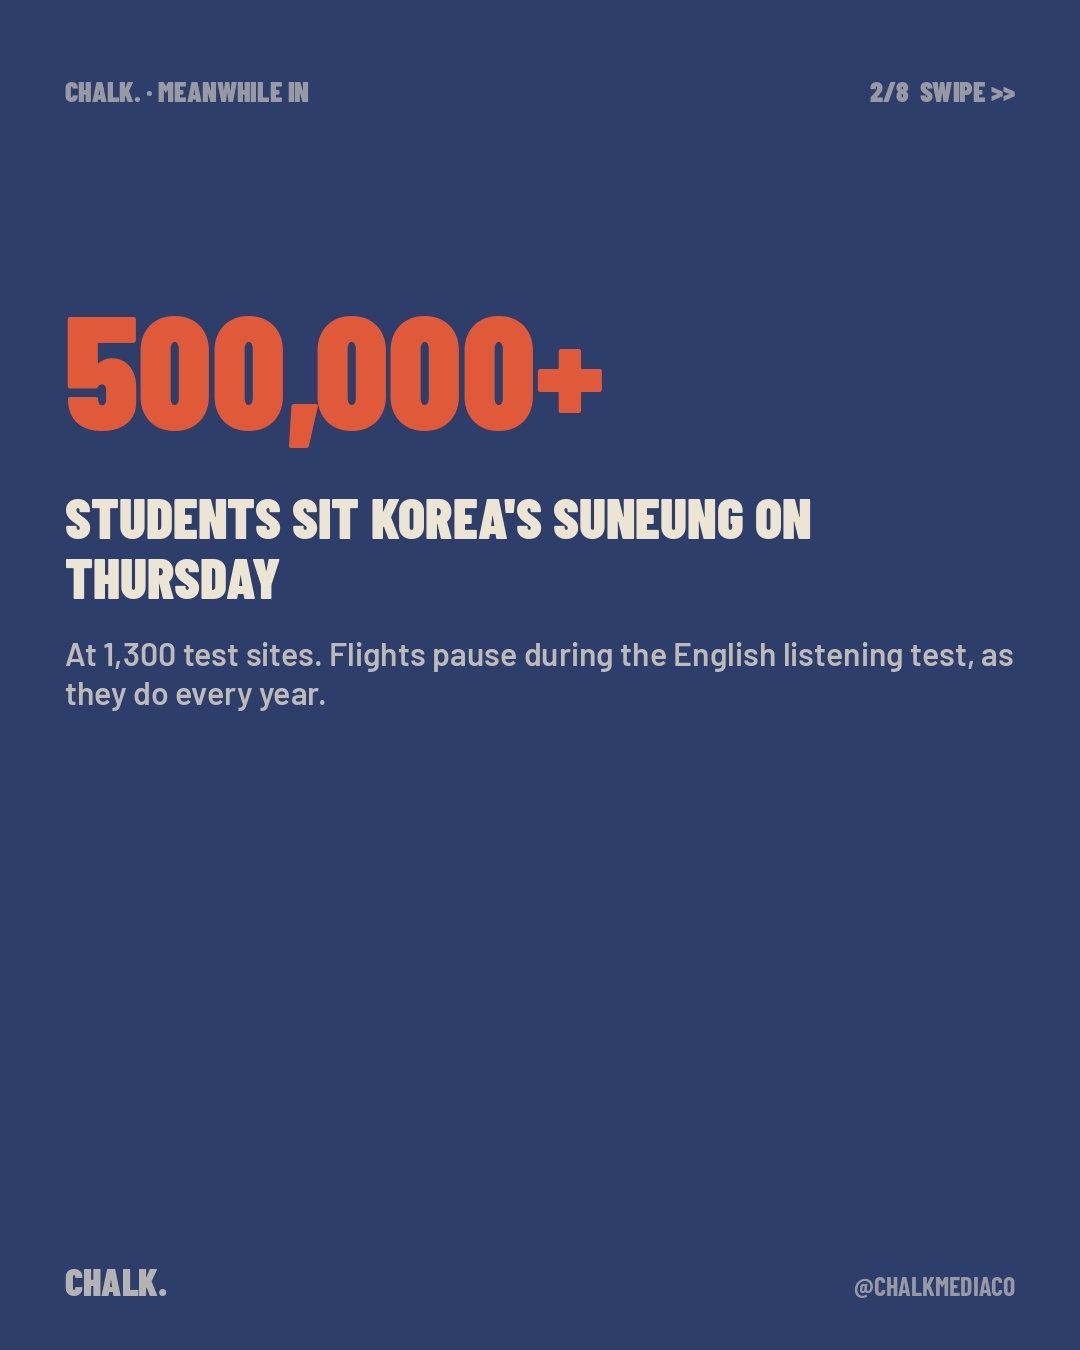 CHALK. · MEANWHILE IN
2/8 SWIPE >>
500,000+
STUDENTS SIT KOREA'S SUNEUNG ON
THURSDAY
At 1,300 test sites. Flights pause during the English listening test, as
they do every year.
CHALK.
@CHALKMEDIACO